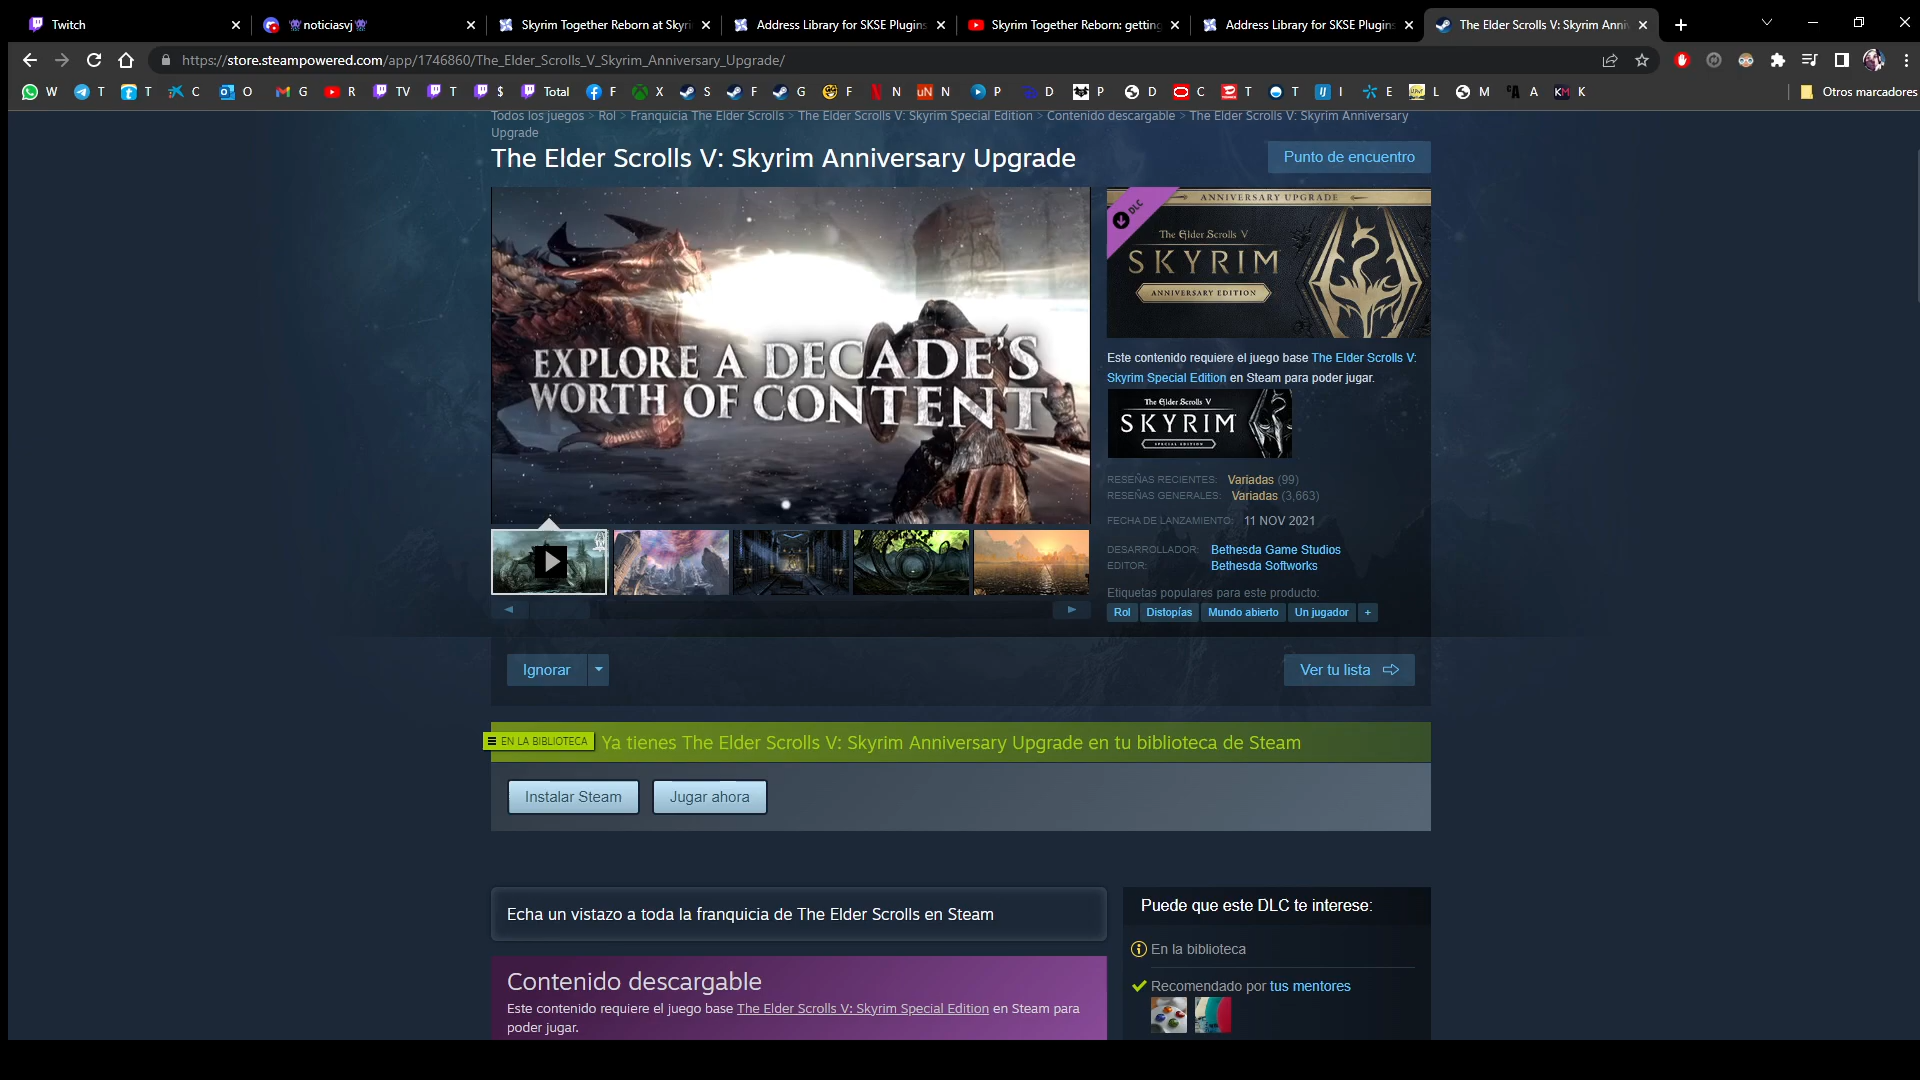 Twitch
noticiasvj
Skyrim Together Reborn at Skyri
Address Library for SKSE Plugins
Skyrim Together Reborn: getting
Address Library for SKSE Plugins
The Elder Scrolls V: Skyrim Anni
https://store.steampowered.com/app/1746860/The_Elder_Scrolls_V_Skyrim_Anniversary_Upgrade/
W T T C O G R TV T $ Total F X S F G F N N P D P D C T T I E L M A K Otros marcadores
Todos los juegos > Rol > Franquicia The Elder Scrolls > The Elder Scrolls V: Skyrim Special Edition > Contenido descargable > The Elder Scrolls V: Skyrim Anniversary
Upgrade
The Elder Scrolls V: Skyrim Anniversary Upgrade
Punto de encuentro
EXPLORE A DECADE'S
WORTH OF CONTENT
DLC
ANNIVERSARY UPGRADE
The Elder Scrolls V
SKYRIM
ANNIVERSARY EDITION
Este contenido requiere el juego base The Elder Scrolls V:
Skyrim Special Edition en Steam para poder jugar.
The Elder Scrolls V
SKYRIM
SPECIAL EDITION
RESEÑAS RECIENTES: Variadas (99)
RESEÑAS GENERALES: Variadas (3,663)
FECHA DE LANZAMIENTO: 11 NOV 2021
DESARROLLADOR: Bethesda Game Studios
EDITOR: Bethesda Softworks
Etiquetas populares para este producto:
Rol Distopías Mundo abierto Un jugador +
Ignorar
Ver tu lista
EN LA BIBLIOTECA
Ya tienes The Elder Scrolls V: Skyrim Anniversary Upgrade en tu biblioteca de Steam
Instalar Steam
Jugar ahora
Echa un vistazo a toda la franquicia de The Elder Scrolls en Steam
Contenido descargable
Este contenido requiere el juego base The Elder Scrolls V: Skyrim Special Edition en Steam para
poder jugar.
Puede que este DLC te interese:
En la biblioteca
Recomendado por tus mentores